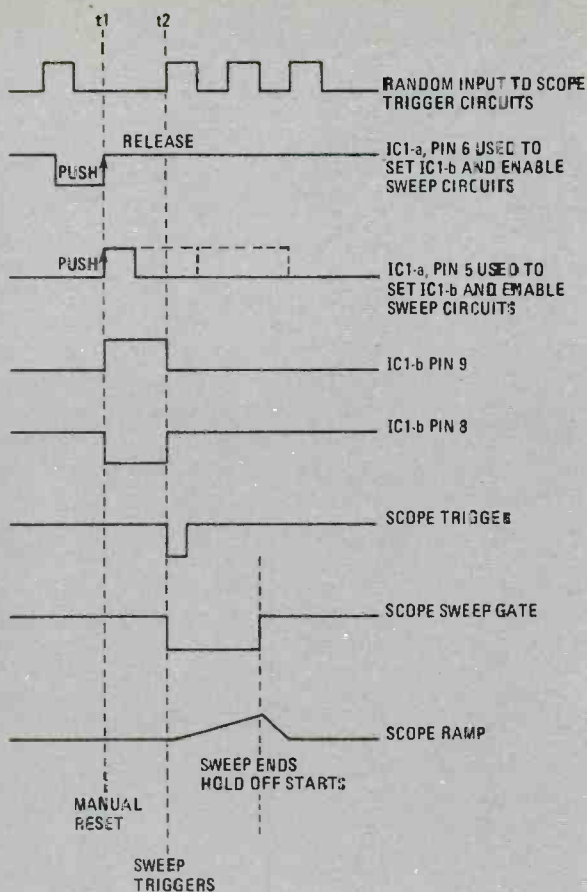 t1 t2
RANDOM INPUT TO SCOPE
TRIGGER CIRCUITS
RELEASE
PUSH
IC1-a, PIN 6 USED TO
SET IC1-b AND ENABLE
SWEEP CIRCUITS
PUSH
IC1-a, PIN 5 USED TO
SET IC1-b AND ENABLE
SWEEP CIRCUITS
IC1-b PIN 9
IC1-b PIN 8
SCOPE TRIGGER
SCOPE SWEEP GATE
SCOPE RAMP
SWEEP ENDS
HOLD OFF STARTS
MANUAL
RESET
SWEEP
TRIGGERS